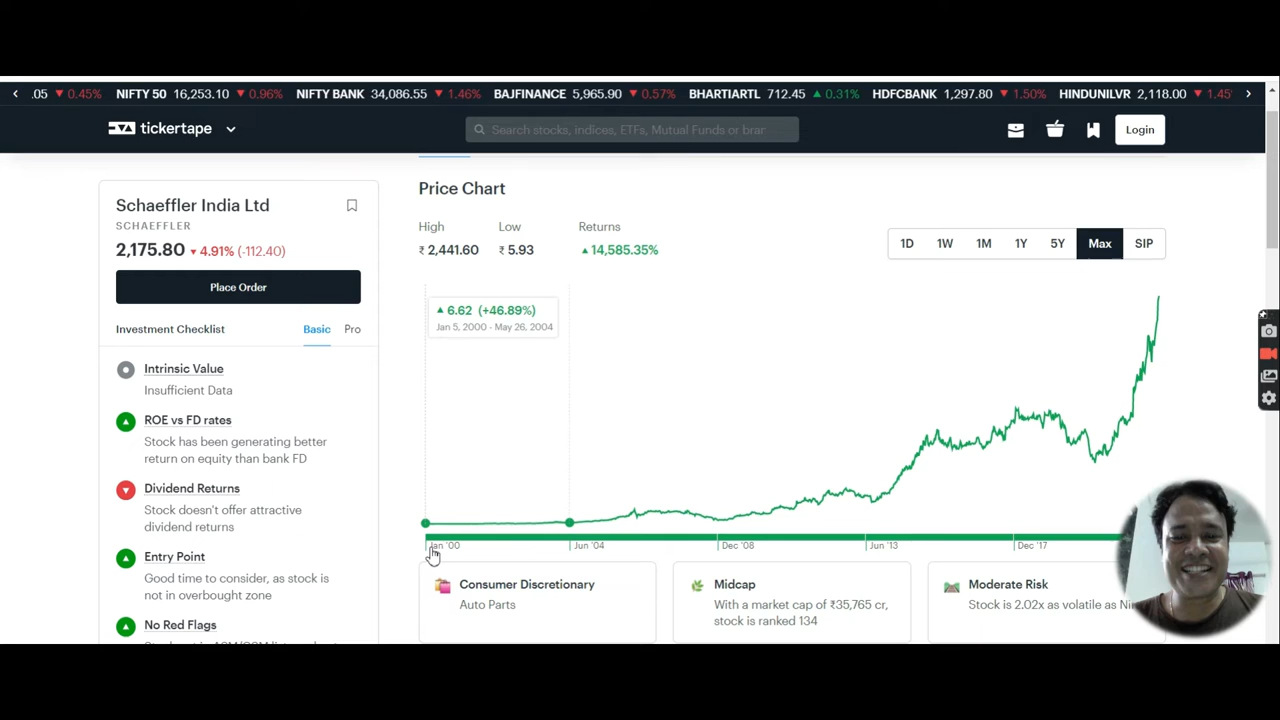 .05 ▼ 0.45% NIFTY 50 16,253.10 ▼ 0.96% NIFTY BANK 34,086.55 ▼ 1.46% BAJFINANCE 5,965.90 ▼ 0.57% BHARTIARTL 712.45 ▲ 0.31% HDFCBANK 1,297.80 ▼ 1.50% HINDUNILVR 2,118.00 ▼ 1.45
tickertape
Search stocks, indices, ETFs, Mutual Funds or brar
Login
Schaeffler India Ltd
SCHAEFFLER
2,175.80 ▼ 4.91% (-112.40)
Place Order
Investment Checklist Basic Pro
Intrinsic Value
Insufficient Data
ROE vs FD rates
Stock has been generating better
return on equity than bank FD
Dividend Returns
Stock doesn't offer attractive
dividend returns
Entry Point
Good time to consider, as stock is
not in overbought zone
No Red Flags
Price Chart
High Low Returns
₹ 2,441.60 ₹ 5.93 ▲ 14,585.35%
1D 1W 1M 1Y 5Y Max SIP
▲ 6.62 (+46.89%)
Jan 5, 2000 - May 26, 2004
Jan '00 Jun '04 Dec '08 Jun '13 Dec '17
Consumer Discretionary
Auto Parts
Midcap
With a market cap of ₹35,765 cr,
stock is ranked 134
Moderate Risk
Stock is 2.02x as volatile as